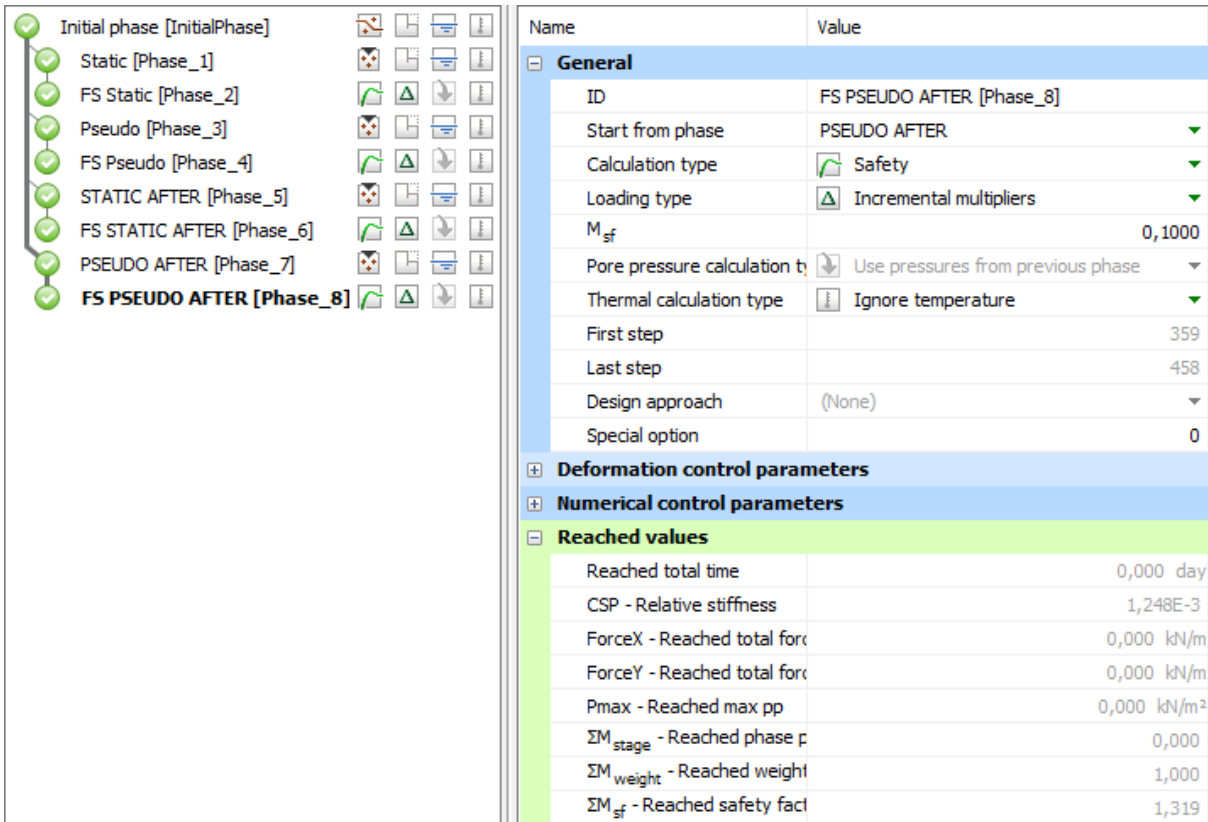 Initial phase [InitialPhase]
Static [Phase_1]
FS Static [Phase_2]
Pseudo [Phase_3]
FS Pseudo [Phase_4]
STATIC AFTER [Phase_5]
FS STATIC AFTER [Phase_6]
PSEUDO AFTER [Phase_7]
FS PSEUDO AFTER [Phase_8]
Name Value
General
ID FS PSEUDO AFTER [Phase_8]
Start from phase PSEUDO AFTER
Calculation type Safety
Loading type Incremental multipliers
Msf 0,1000
Pore pressure calculation ty Use pressures from previous phase
Thermal calculation type Ignore temperature
First step 359
Last step 458
Design approach (None)
Special option 0
Deformation control parameters
Numerical control parameters
Reached values
Reached total time 0,000 day
CSP - Relative stiffness 1,248E-3
ForceX - Reached total forc 0,000 kN/m
ForceY - Reached total forc 0,000 kN/m
Pmax - Reached max pp 0,000 kN/m²
ΣMstage - Reached phase p 0,000
ΣMweight - Reached weight 1,000
ΣMsf - Reached safety fact 1,319